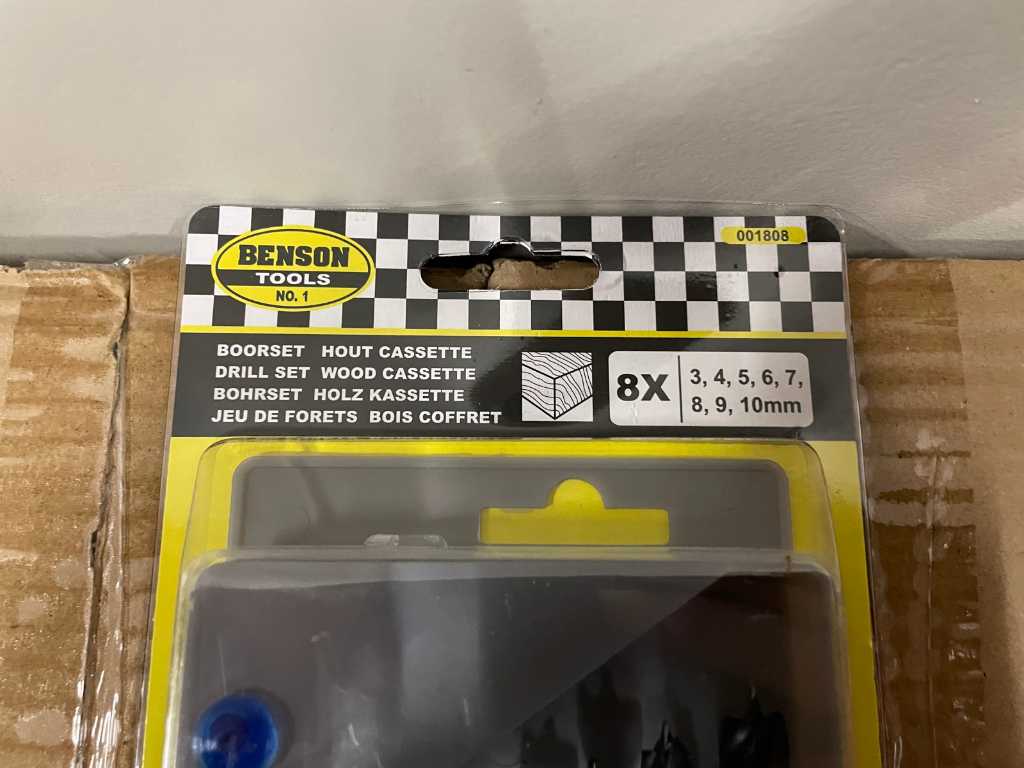 BENSON
TOOLS
NO. 1
001808
BOORSET HOUT CASSETTE
DRILL SET WOOD CASSETTE
BOHRSET HOLZ KASSETTE
JEU DE FORETS BOIS COFFRET
8X
3, 4, 5, 6, 7,
8, 9, 10mm